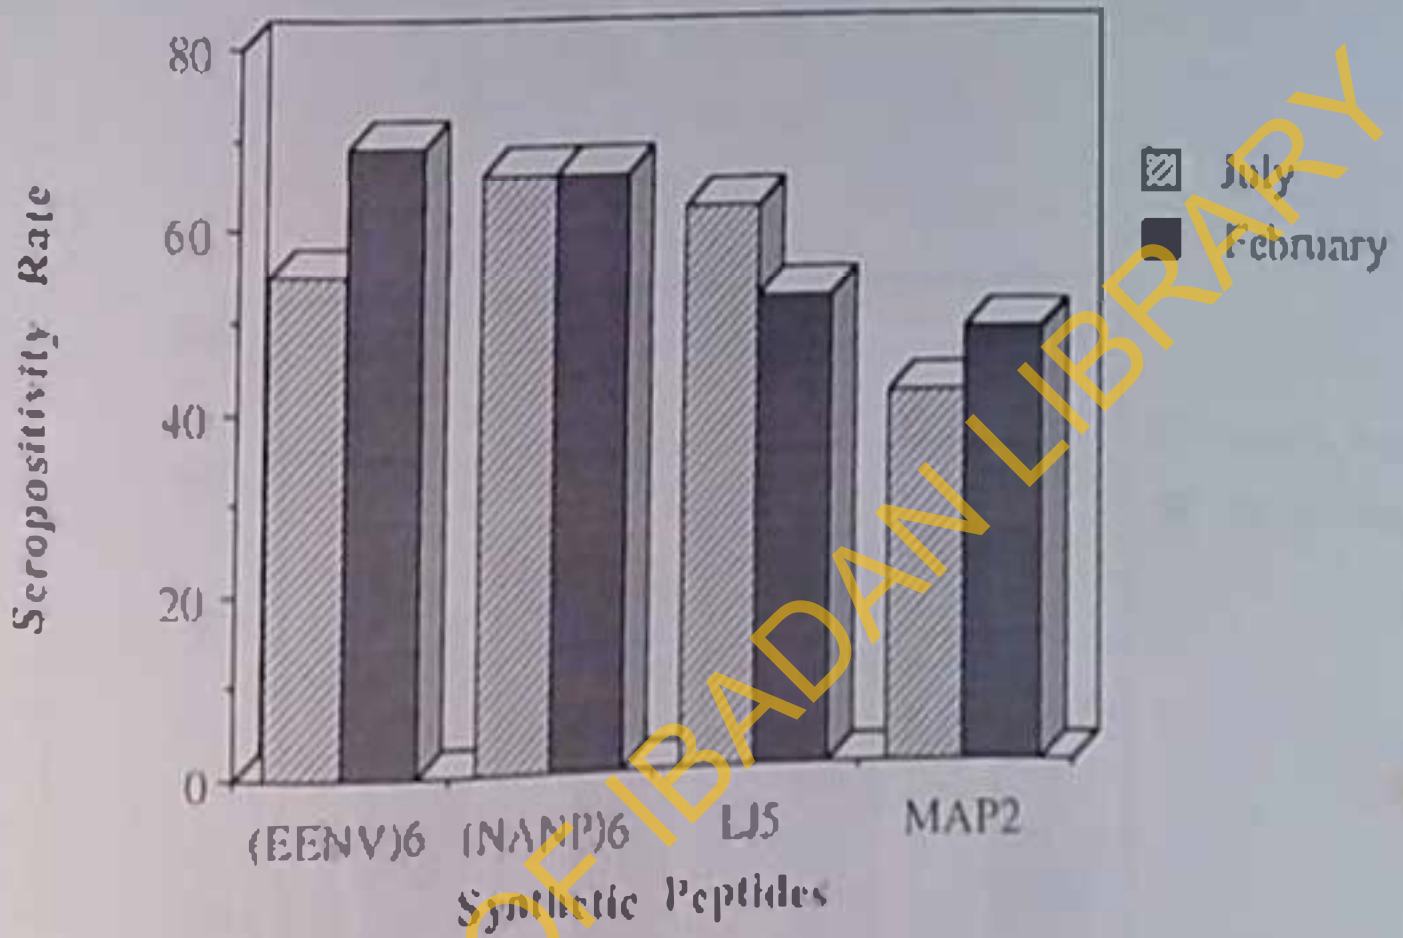 80
60
40
20
0
Seropositivity Rate
July
February
(EENV)6 (NANP)6 LJ5 MAP2
Synthetic Peptides
OF IBADAN LIBRARY